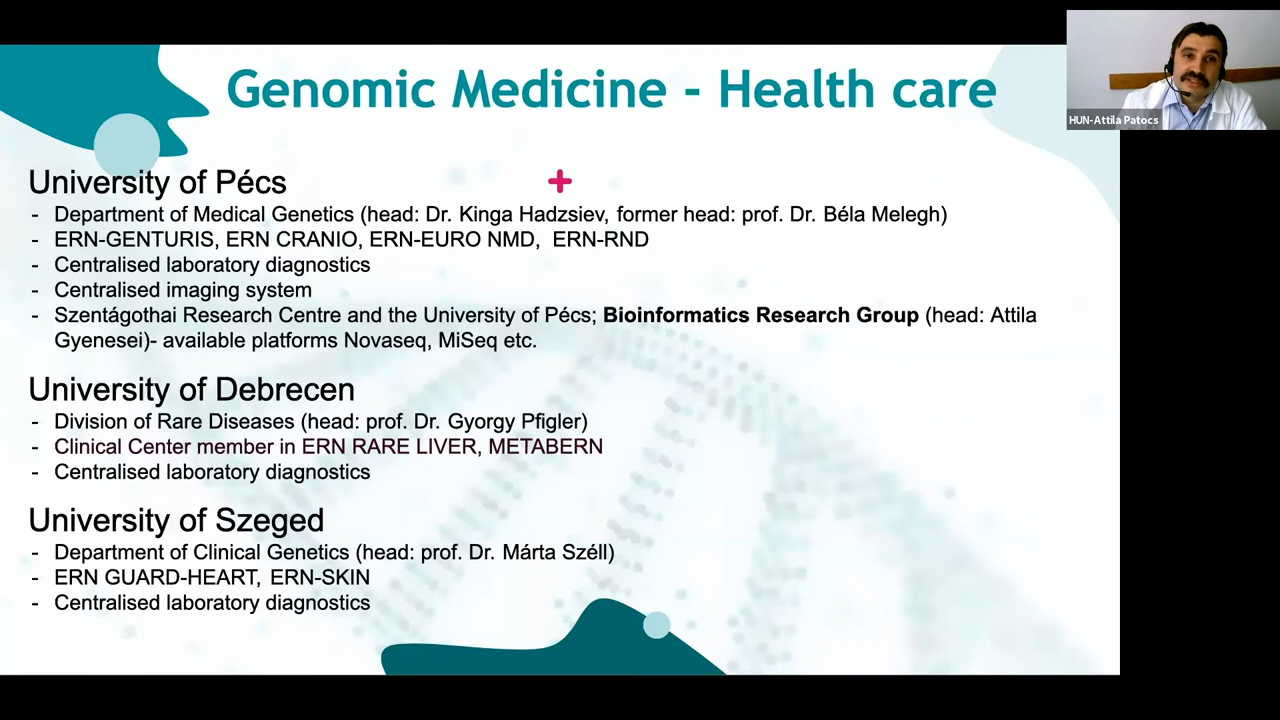 Genomic Medicine - Health care
HUN-Attila Patocs
University of Pécs
- Department of Medical Genetics (head: Dr. Kinga Hadzsiev, former head: prof. Dr. Béla Melegh)
- ERN-GENTURIS, ERN CRANIO, ERN-EURO NMD, ERN-RND
- Centralised laboratory diagnostics
- Centralised imaging system
- Szentágothai Research Centre and the University of Pécs; Bioinformatics Research Group (head: Attila
Gyenesei)- available platforms Novaseq, MiSeq etc.
University of Debrecen
- Division of Rare Diseases (head: prof. Dr. Gyorgy Pfigler)
- Clinical Center member in ERN RARE LIVER, METABERN
- Centralised laboratory diagnostics
University of Szeged
- Department of Clinical Genetics (head: prof. Dr. Márta Széll)
- ERN GUARD-HEART, ERN-SKIN
- Centralised laboratory diagnostics